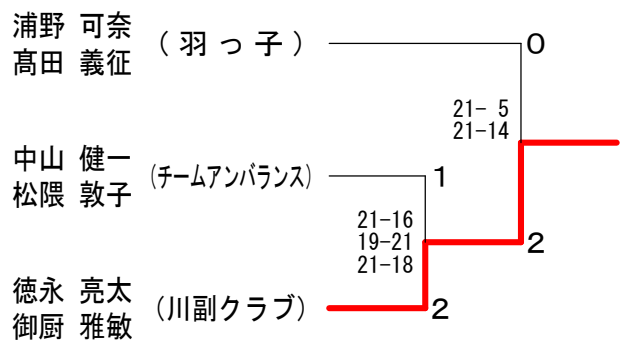 浦野 可奈
髙田 義征
(羽っ子)
0
21- 5
21-14
中山 健一
松隈 敦子
(チームアンバランス)
1
21-16
19-21
21-18
2
徳永 亮太
御厨 雅敏
(川副クラブ)
2